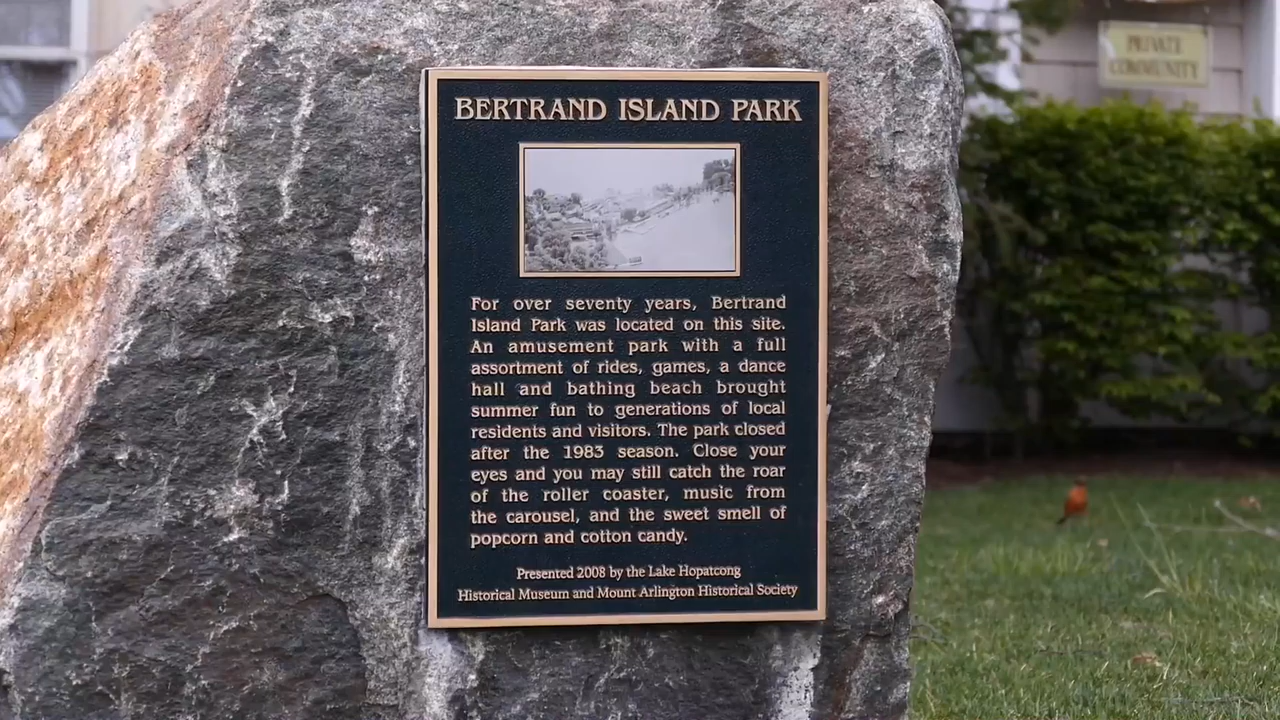 BERTRAND ISLAND PARK
For over seventy years, Bertrand
Island Park was located on this site.
An amusement park with a full
assortment of rides, games, a dance
hall and bathing beach brought
summer fun to generations of local
residents and visitors. The park closed
after the 1983 season. Close your
eyes and you may still catch the roar
of the roller coaster, music from
the carousel, and the sweet smell of
popcorn and cotton candy.
Presented 2008 by the Lake Hopatcong
Historical Museum and Mount Arlington Historical Society
PRIVATE
COMMUNITY